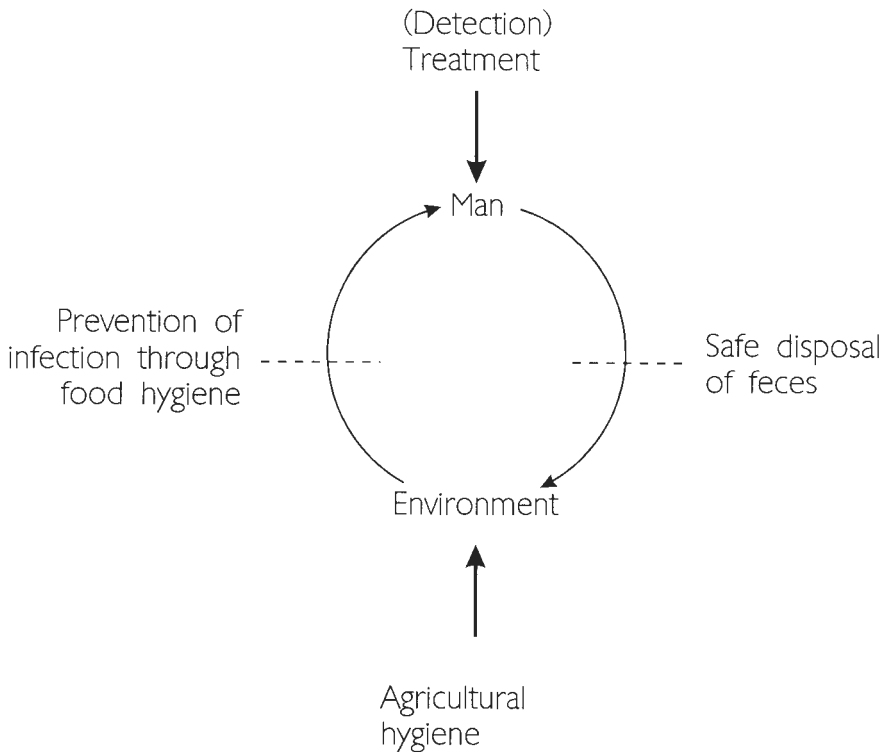 (Detection)
Treatment
Man
Prevention of
infection through
food hygiene
Safe disposal
of feces
Environment
Agricultural
hygiene